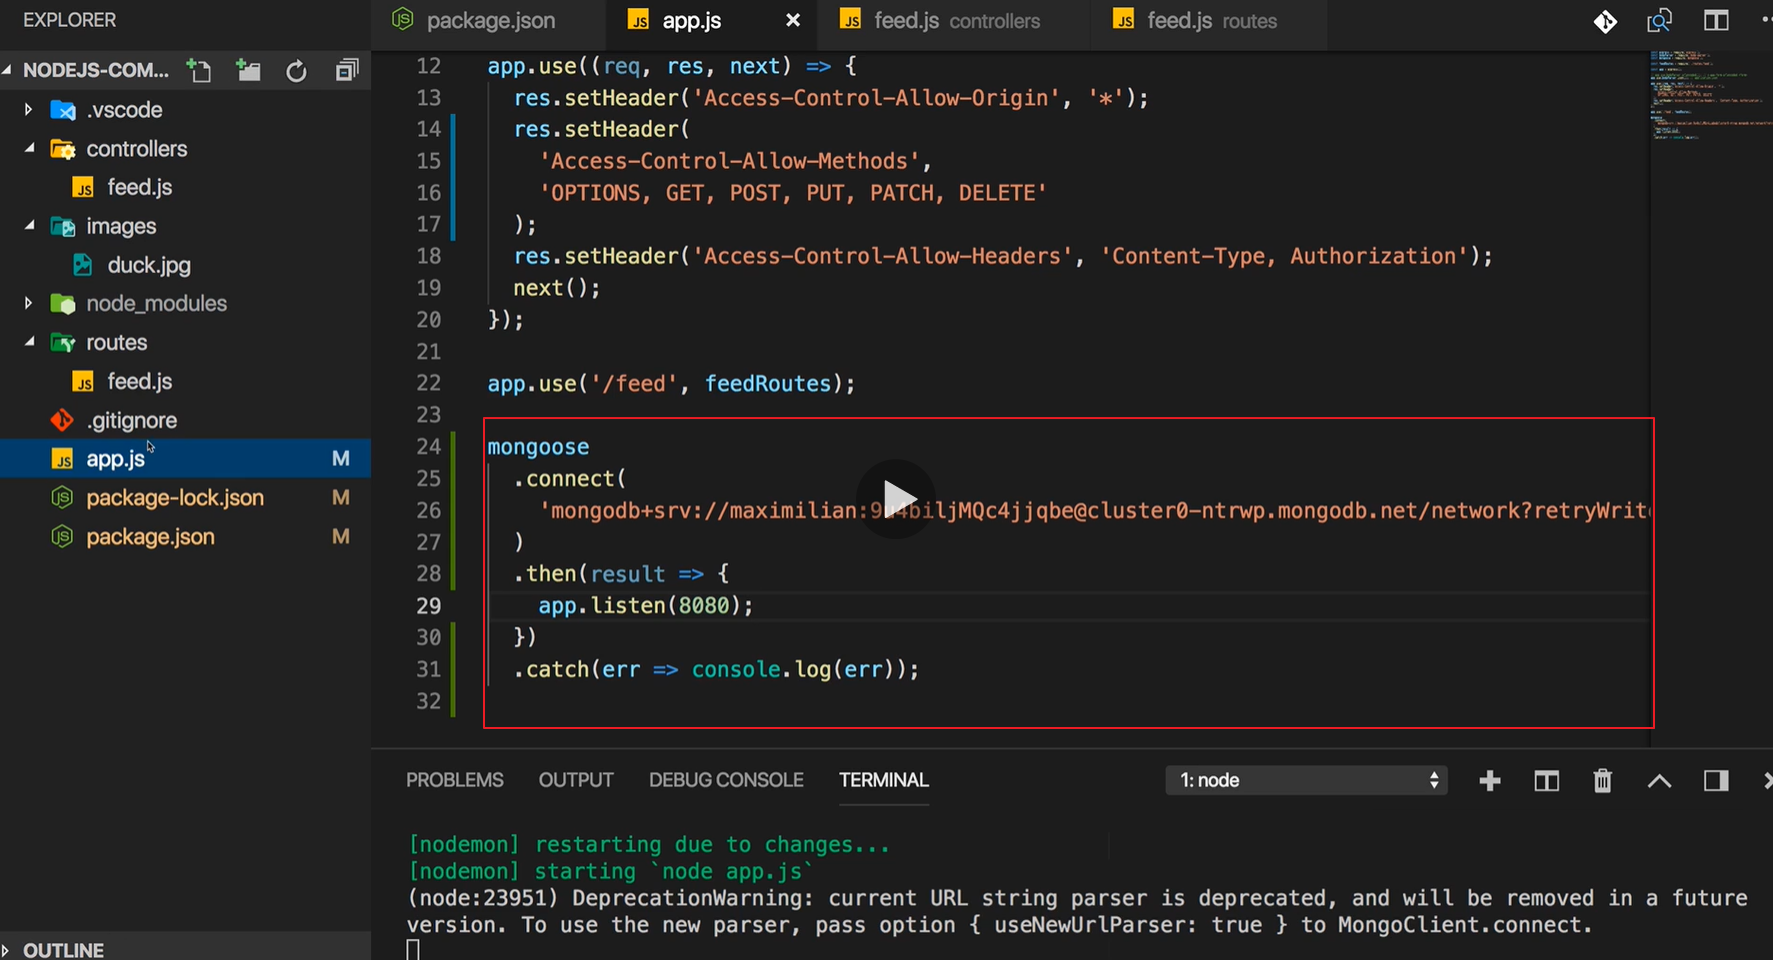 EXPLORER
NODEJS-COM...
.vscode
controllers
feed.js
images
duck.jpg
node_modules
routes
feed.js
.gitignore
app.js M
package-lock.json M
package.json M
OUTLINE
package.json app.js feed.js controllers feed.js routes
12 app.use((req, res, next) => {
13 res.setHeader('Access-Control-Allow-Origin', '*');
14 res.setHeader(
15 'Access-Control-Allow-Methods',
16 'OPTIONS, GET, POST, PUT, PATCH, DELETE'
17 );
18 res.setHeader('Access-Control-Allow-Headers', 'Content-Type, Authorization');
19 next();
20 });
21
22 app.use('/feed', feedRoutes);
23
24 mongoose
25 .connect(
26 'mongodb+srv://maximilian:9u4biljMQc4jjqbe@cluster0-ntrwp.mongodb.net/network?retryWrite
27 )
28 .then(result => {
29 app.listen(8080);
30 })
31 .catch(err => console.log(err));
32
PROBLEMS OUTPUT DEBUG CONSOLE TERMINAL 1: node
[nodemon] restarting due to changes...
[nodemon] starting `node app.js`
(node:23951) DeprecationWarning: current URL string parser is deprecated, and will be removed in a future
version. To use the new parser, pass option { useNewUrlParser: true } to MongoClient.connect.